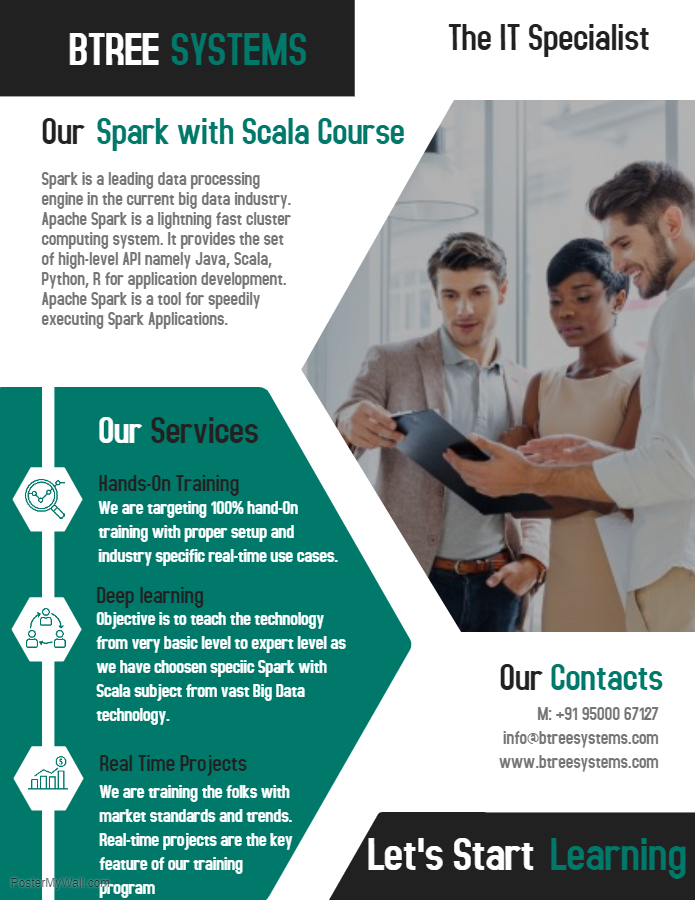 BTREE SYSTEMS
The IT Specialist
Our Spark with Scala Course
Spark is a leading data processing
engine in the current big data industry.
Apache Spark is a lightning fast cluster
computing system. It provides the set
of high-level API namely Java, Scala,
Python, R for application development.
Apache Spark is a tool for speedily
executing Spark Applications.
Our Services
Hands-On Training
We are targeting 100% hand-On
training with proper setup and
industry specific real-time use cases.
Deep learning
Objective is to teach the technology
from very basic level to expert level as
we have choosen speciic Spark with
Scala subject from vast Big Data
technology.
Real Time Projects
We are training the folks with
market standards and trends.
Real-time projects are the key
feature of our training
program
Our Contacts
M: +91 95000 67127
info@btreesystems.com
www.btreesystems.com
Let's Start Learning
PosterMyWall.com